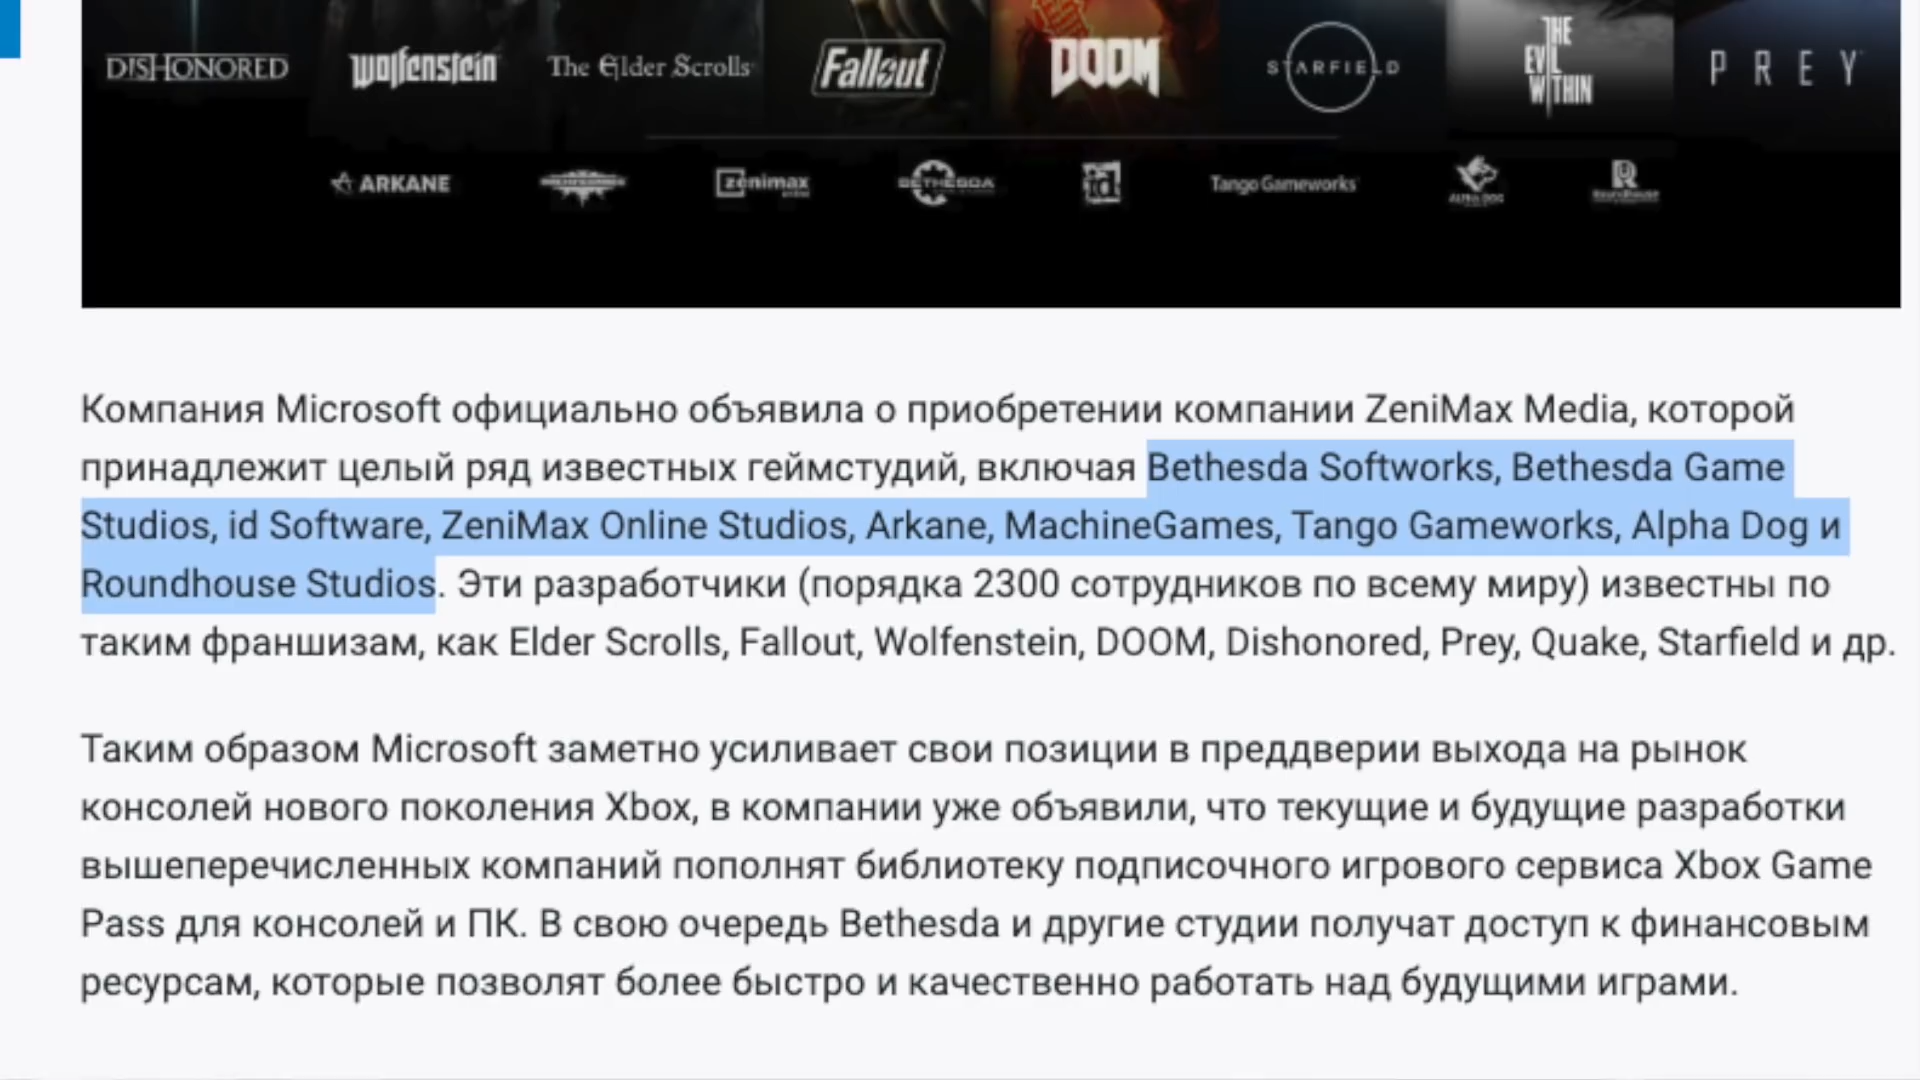 DISHONORED Wolfenstein The Elder Scrolls Fallout DOOM STARFIELD THE EVIL WITHIN PREY
ARKANE zenimax BETHESDA id Tango Gameworks ALPHA DOG Roundhouse
Компания Microsoft официально объявила о приобретении компании ZeniMax Media, которой
принадлежит целый ряд известных геймстудий, включая Bethesda Softworks, Bethesda Game
Studios, id Software, ZeniMax Online Studios, Arkane, MachineGames, Tango Gameworks, Alpha Dog и
Roundhouse Studios. Эти разработчики (порядка 2300 сотрудников по всему миру) известны по
таким франшизам, как Elder Scrolls, Fallout, Wolfenstein, DOOM, Dishonored, Prey, Quake, Starfield и др.
Таким образом Microsoft заметно усиливает свои позиции в преддверии выхода на рынок
консолей нового поколения Xbox, в компании уже объявили, что текущие и будущие разработки
вышеперечисленных компаний пополнят библиотеку подписочного игрового сервиса Xbox Game
Pass для консолей и ПК. В свою очередь Bethesda и другие студии получат доступ к финансовым
ресурсам, которые позволят более быстро и качественно работать над будущими играми.